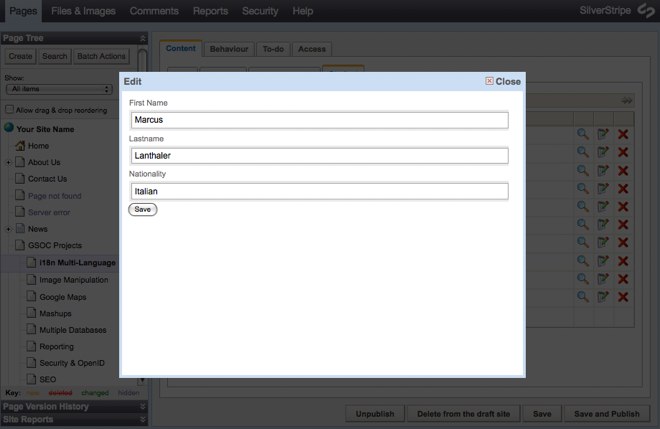 Pages Files & Images Comments Reports Security Help SilverStripe
Page Tree
Create Search Batch Actions
Show:
All items
Allow drag & drop reordering
Your Site Name
Home
About Us
Contact Us
Page not found
Server error
News
GSOC Projects
i18n Multi-Language
Image Manipulation
Google Maps
Mashups
Multiple Databases
Reporting
Security & OpenID
SEO
Key: new deleted changed hidden
Page Version History
Site Reports
Content Behaviour To-do Access
Edit Close
First Name
Marcus
Lastname
Lanthaler
Nationality
Italian
Save
Unpublish Delete from the draft site Save Save and Publish